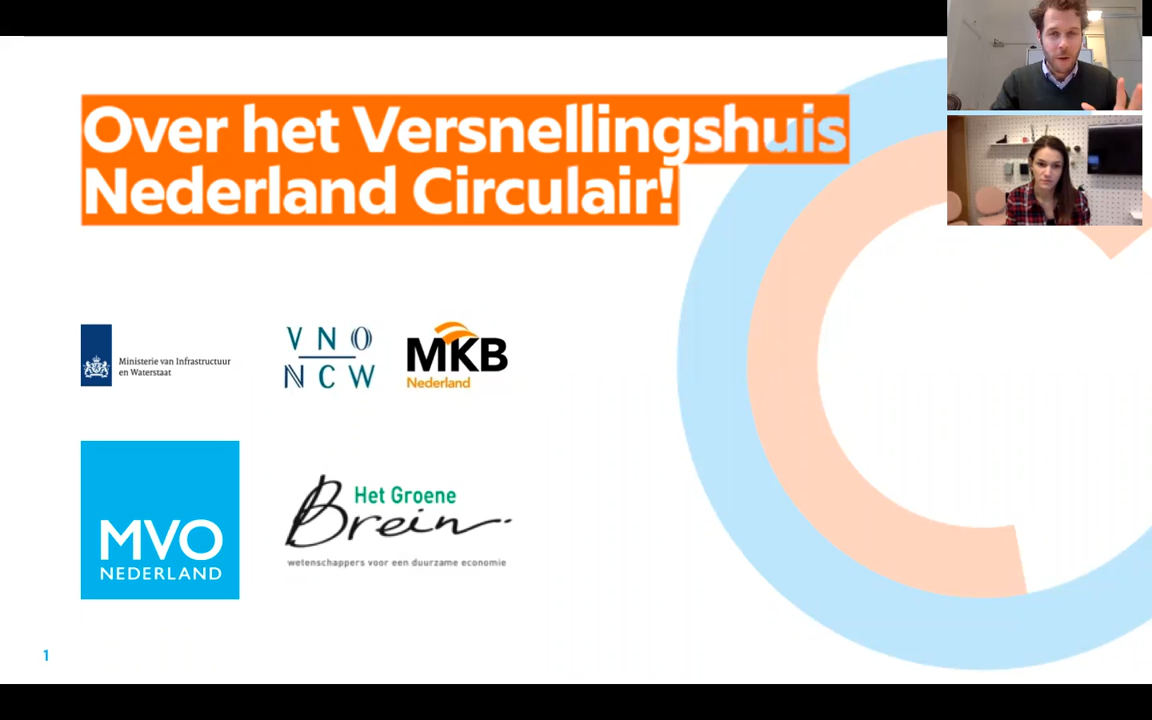 Over het Versnellingshuis
Nederland Circulair!
Ministerie van Infrastructuur
en Waterstaat
VNO
NCW
MKB
Nederland
MVO
NEDERLAND
Het Groene
Brein
wetenschappers voor een duurzame economie
1